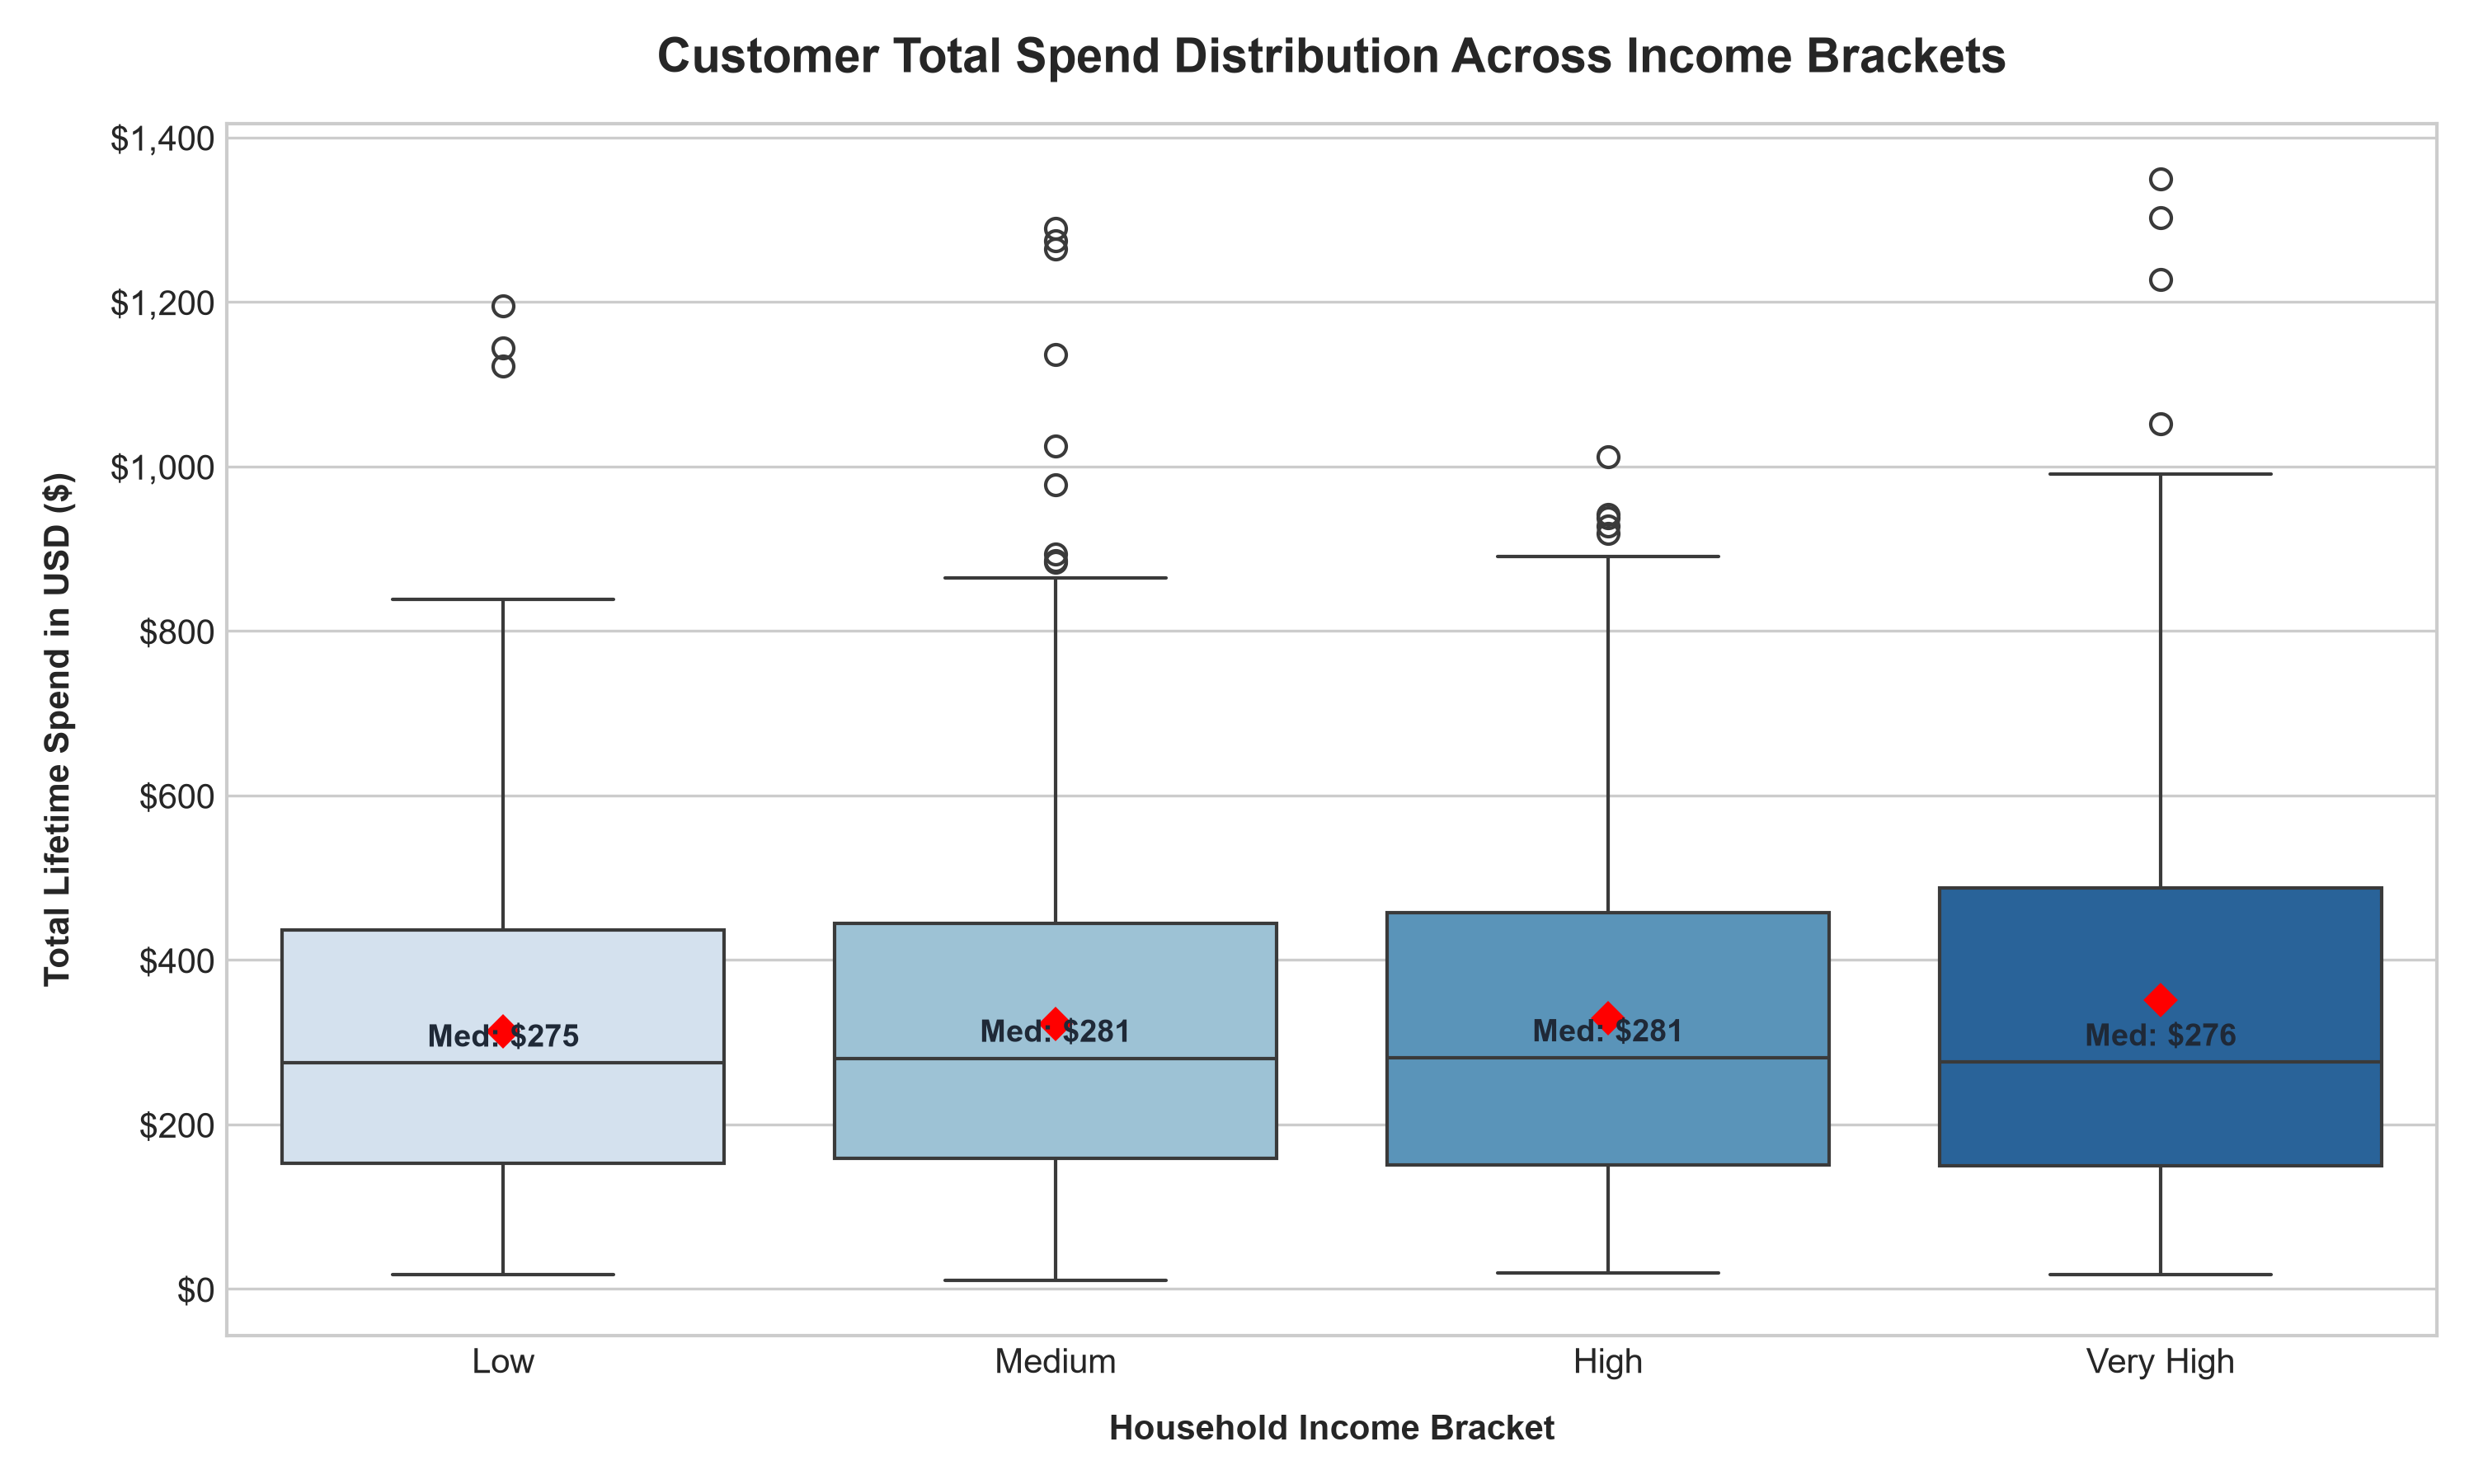 Customer Total Spend Distribution Across Income Brackets
$1,400
$1,200
$1,000
$800
$600
$400
$200
$0
Total Lifetime Spend in USD ($)
Med: $275
Med: $281
Med: $281
Med: $276
Low
Medium
High
Very High
Household Income Bracket